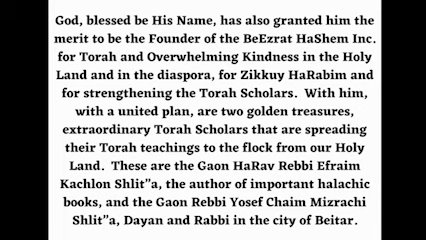 God, blessed be His Name, has also granted him the
merit to be the Founder of the BeEzrat HaShem Inc.
for Torah and Overwhelming Kindness in the Holy
Land and in the diaspora, for Zikkuy HaRabim and
for strengthening the Torah Scholars.  With him,
with a united plan, are two golden treasures,
extraordinary Torah Scholars that are spreading
their Torah teachings to the flock from our Holy
Land.  These are the Gaon HaRav Rebbi Efraim
Kachlon Shlit"a, the author of important halachic
books, and the Gaon Rebbi Yosef Chaim Mizrachi
Shlit"a, Dayan and Rabbi in the city of Beitar.